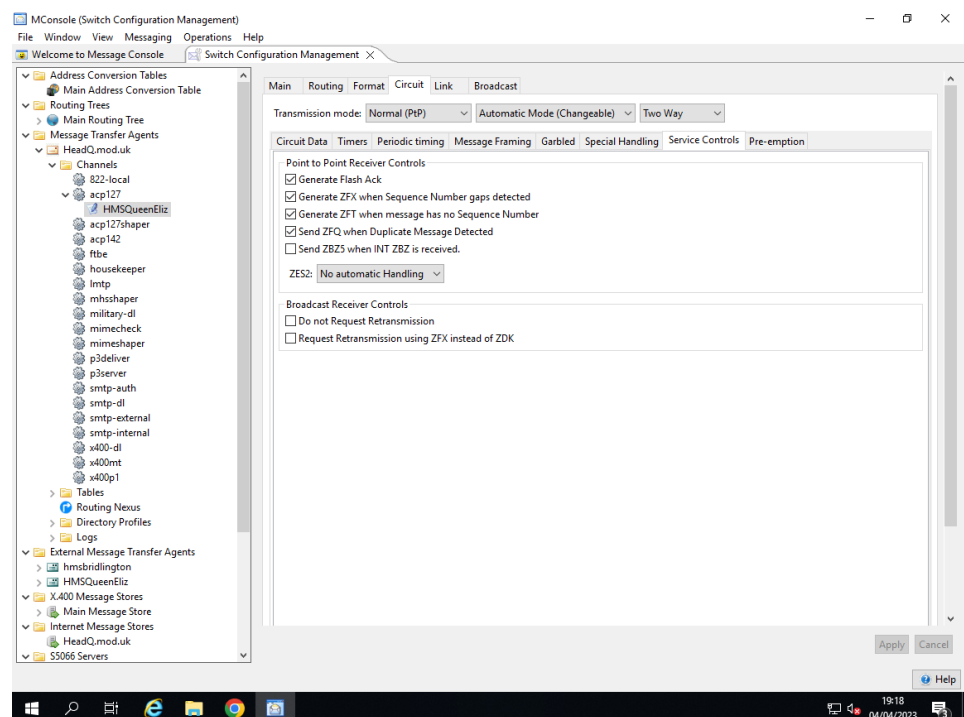 MConsole (Switch Configuration Management)
File Window View Messaging Operations Help
Welcome to Message Console
Switch Configuration Management
Address Conversion Tables
Main Address Conversion Table
Routing Trees
Main Routing Tree
Message Transfer Agents
HeadQ.mod.uk
Channels
822-local
acp127
HMSQueenEliz
acp127shaper
acp142
ftbe
housekeeper
lmtp
mhsshaper
military-dl
mimecheck
mimeshaper
p3deliver
p3server
smtp-auth
smtp-dl
smtp-external
smtp-internal
x400-dl
x400mt
x400p1
Tables
Routing Nexus
Directory Profiles
Logs
External Message Transfer Agents
hmsbridlington
HMSQueenEliz
X.400 Message Stores
Main Message Store
Internet Message Stores
HeadQ.mod.uk
S5066 Servers
Main Routing Format Circuit Link Broadcast
Transmission mode: Normal (PtP) Automatic Mode (Changeable) Two Way
Circuit Data Timers Periodic timing Message Framing Garbled Special Handling Service Controls Pre-emption
Point to Point Receiver Controls
Generate Flash Ack
Generate ZFX when Sequence Number gaps detected
Generate ZFT when message has no Sequence Number
Send ZFQ when Duplicate Message Detected
Send ZBZ5 when INT ZBZ is received.
ZES2: No automatic Handling
Broadcast Receiver Controls
Do not Request Retransmission
Request Retransmission using ZFX instead of ZDK
Apply Cancel
Help
19:18
04/04/2023
3